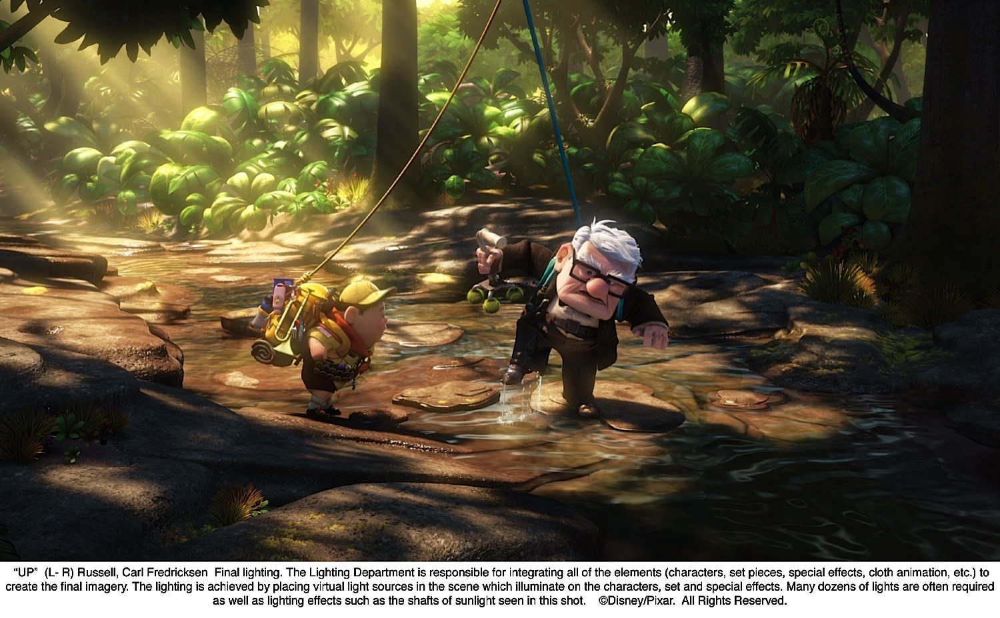 “UP”  (L- R) Russell, Carl Fredricksen  Final lighting. The Lighting Department is responsible for integrating all of the elements (characters, set pieces, special effects, cloth animation, etc.) to
create the final imagery. The lighting is achieved by placing virtual light sources in the scene which illuminate on the characters, set and special effects. Many dozens of lights are often required
as well as lighting effects such as the shafts of sunlight seen in this shot.    ©Disney/Pixar.  All Rights Reserved.